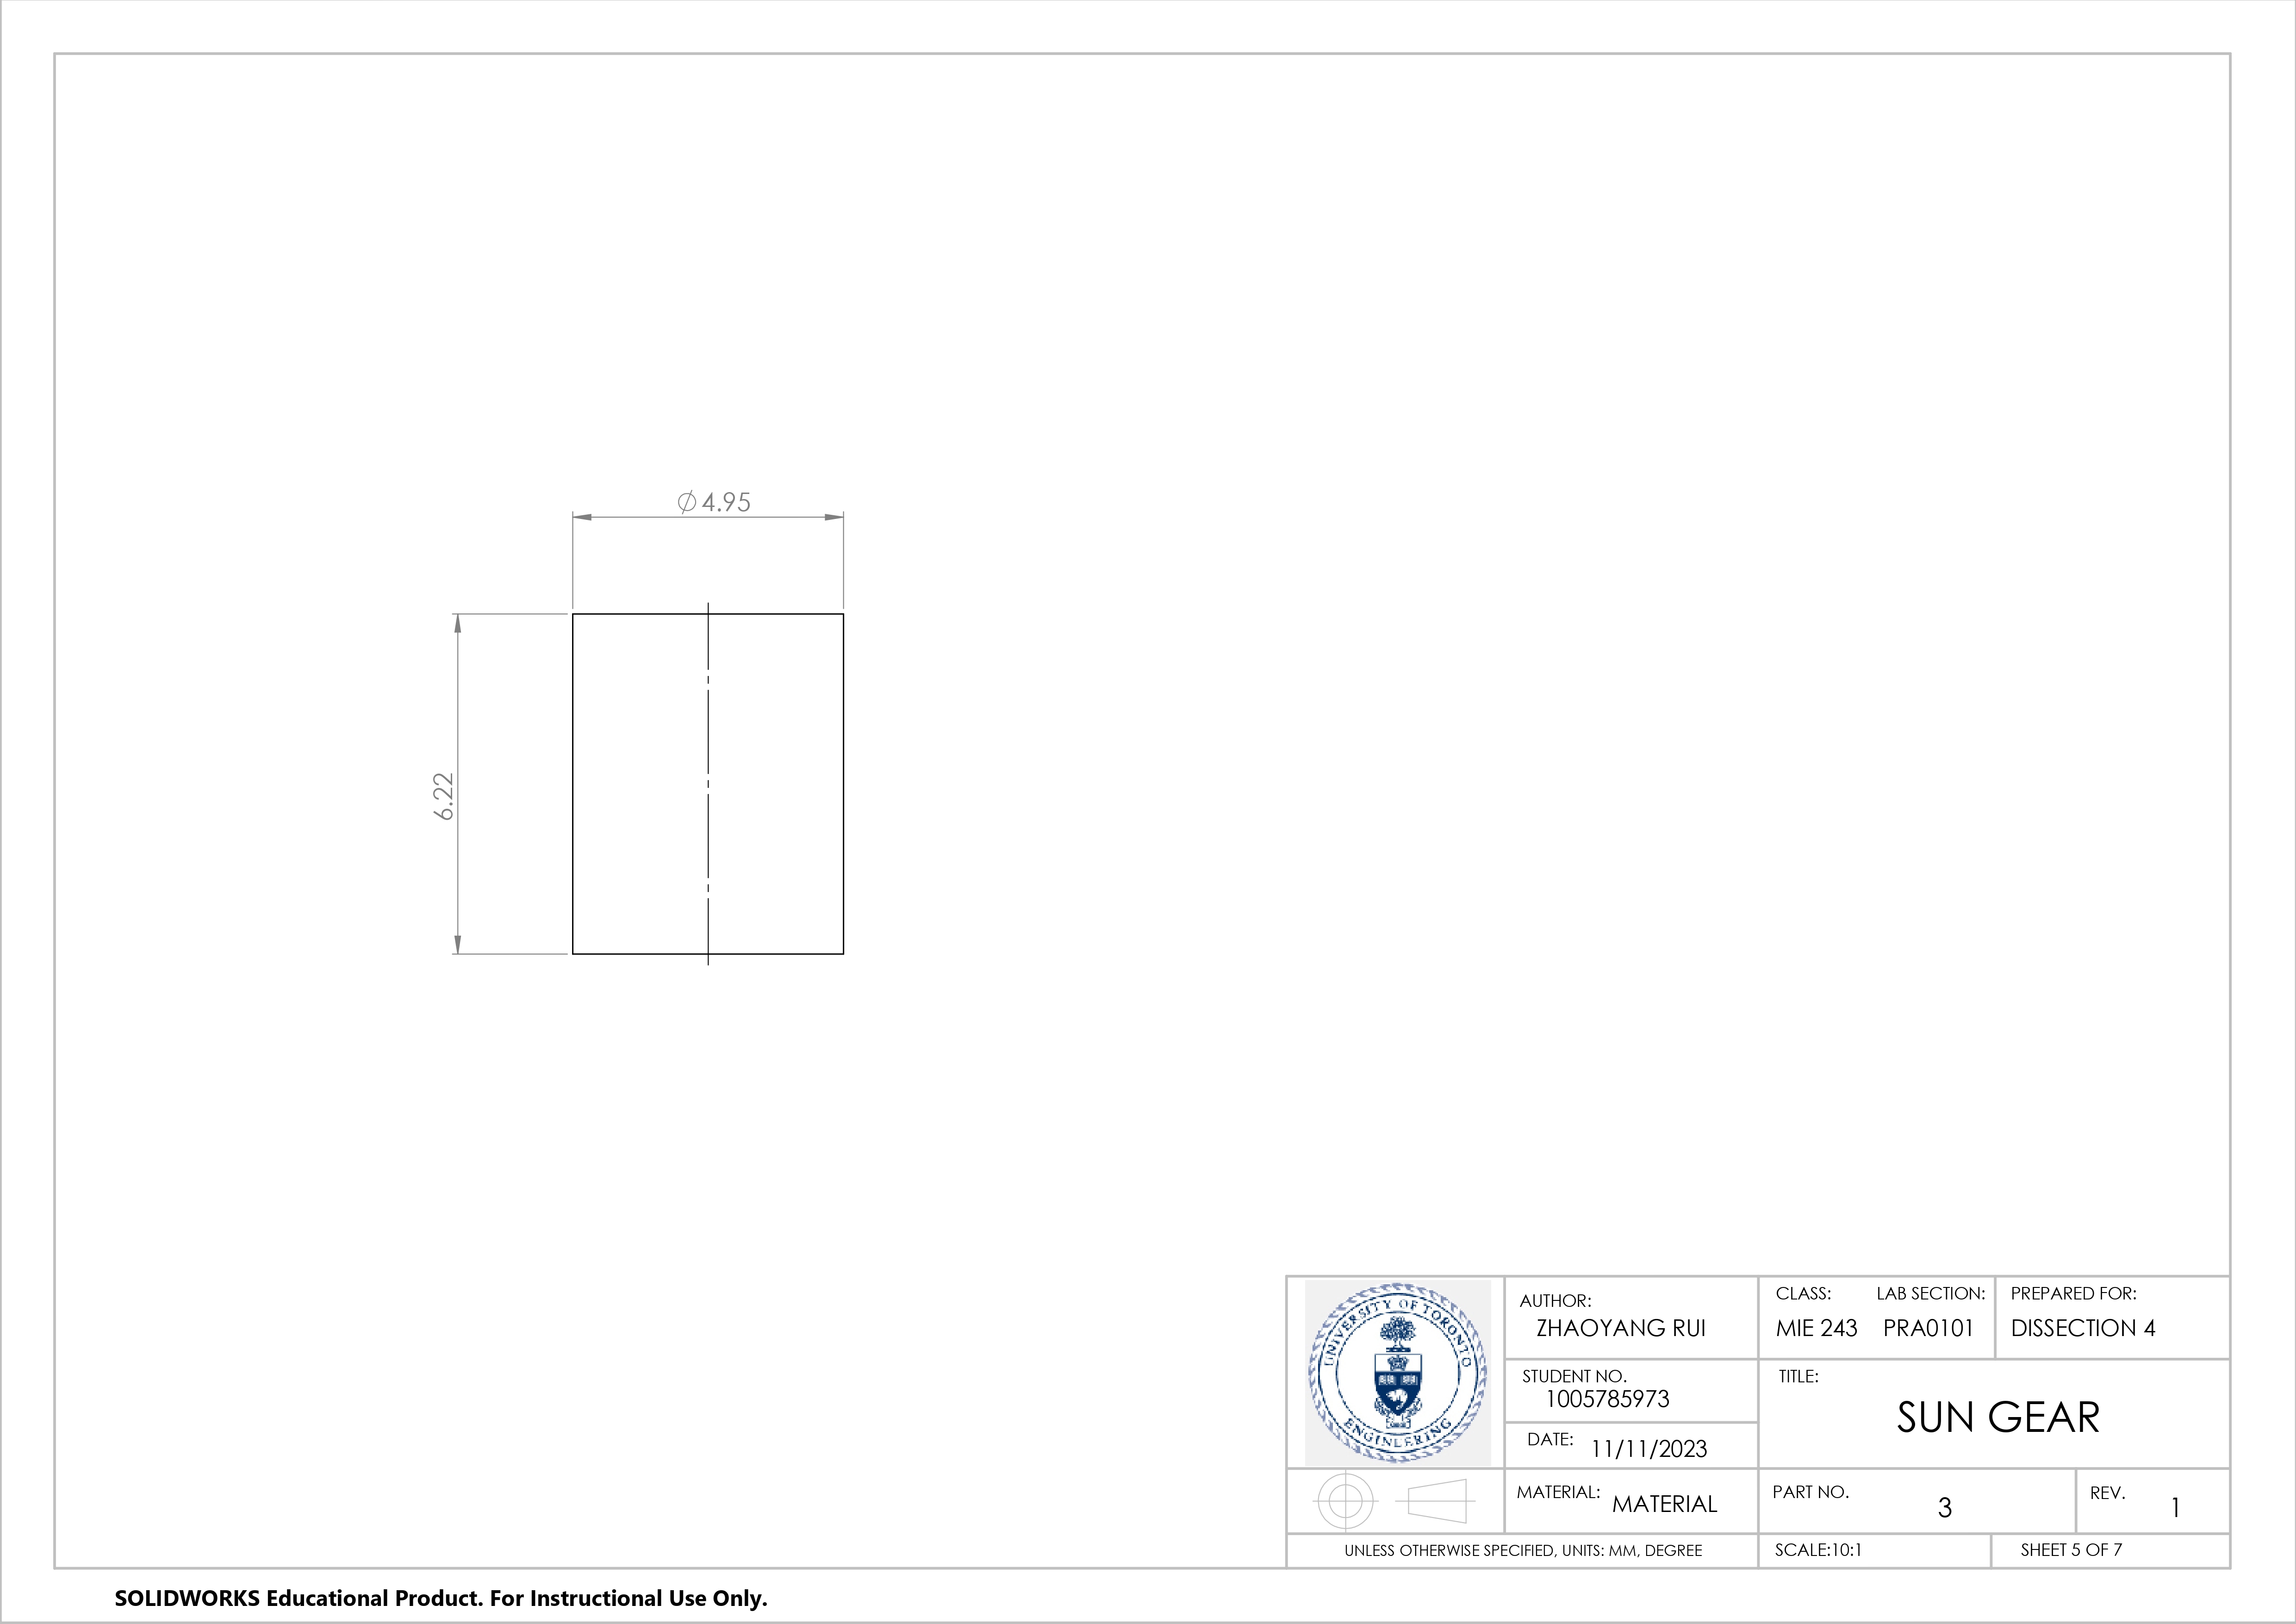 ⌀4.95
6.22
UNIVERSITY OF TORONTO
ENGINEERING
AUTHOR:
ZHAOYANG RUI
CLASS:
MIE 243
LAB SECTION:
PRA0101
PREPARED FOR:
DISSECTION 4
STUDENT NO.
1005785973
DATE: 11/11/2023
TITLE:
SUN GEAR
MATERIAL: MATERIAL
PART NO. 3
REV. 1
UNLESS OTHERWISE SPECIFIED, UNITS: MM, DEGREE
SCALE:10:1
SHEET 5 OF 7
SOLIDWORKS Educational Product. For Instructional Use Only.